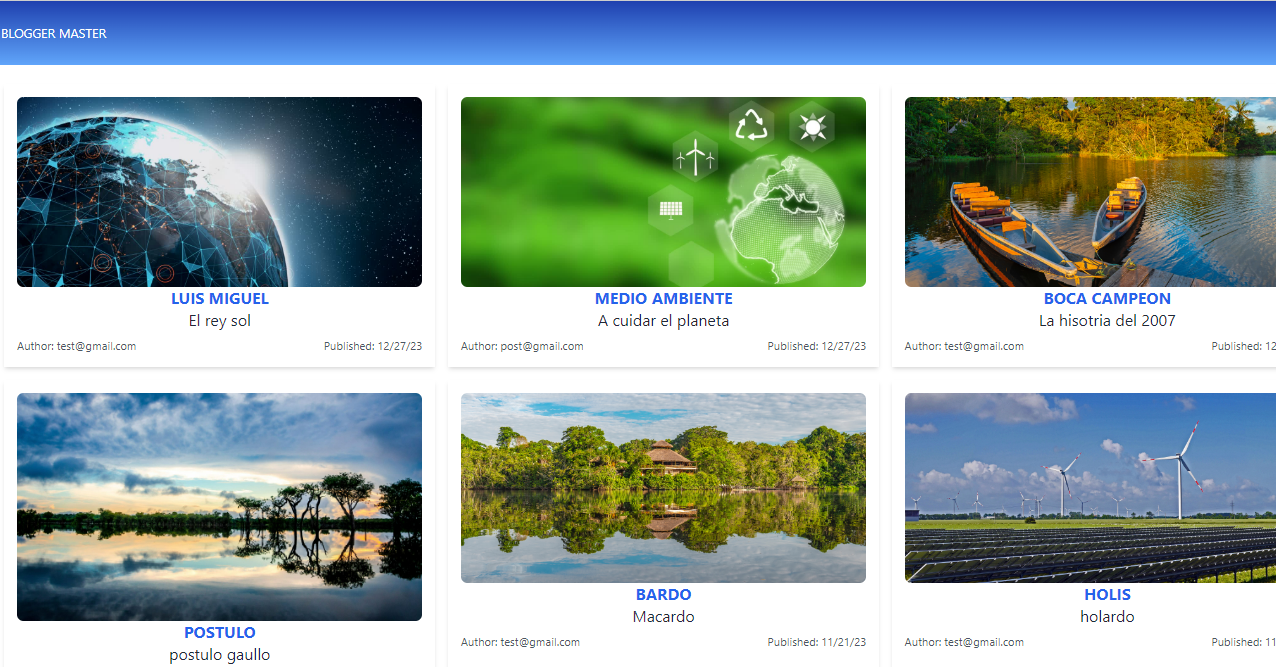 BLOGGER MASTER
LUIS MIGUEL
El rey sol
Author: test@gmail.com Published: 12/27/23
MEDIO AMBIENTE
A cuidar el planeta
Author: post@gmail.com Published: 12/27/23
BOCA CAMPEON
La hisotria del 2007
Author: test@gmail.com Published: 12
POSTULO
postulo gaullo
BARDO
Macardo
Author: test@gmail.com Published: 11/21/23
HOLIS
holardo
Author: test@gmail.com Published: 11